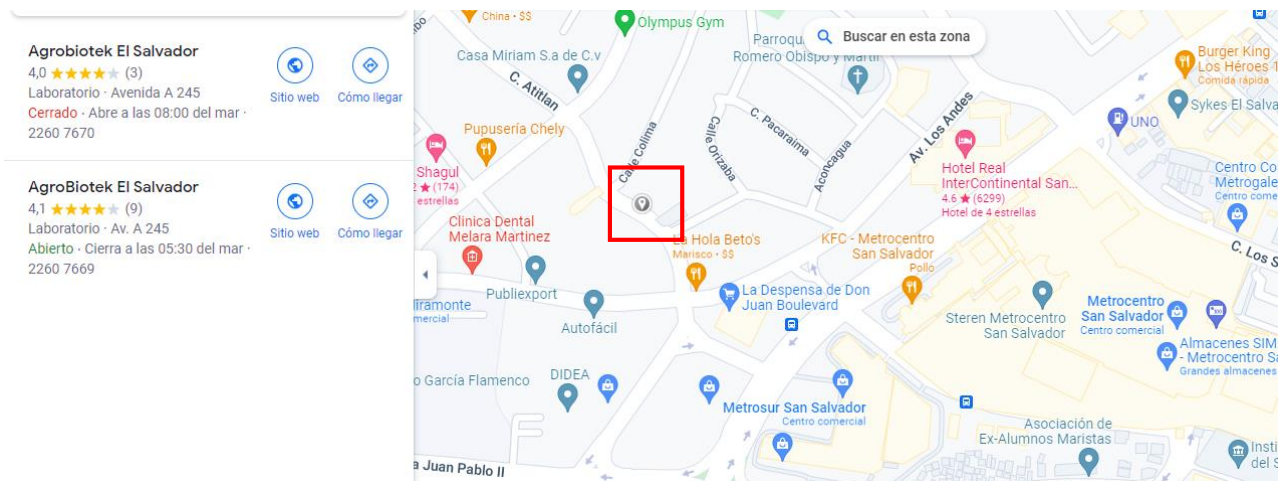 Agrobiotek El Salvador
4,0 (3)
Laboratorio · Avenida A 245
Cerrado · Abre a las 08:00 del mar ·
2260 7670
Sitio web
Cómo llegar
AgroBiotek El Salvador
4,1 (9)
Laboratorio · Av. A 245
Abierto · Cierra a las 05:30 del mar ·
2260 7669
Sitio web
Cómo llegar
China · $$
Olympus Gym
Buscar en esta zona
Casa Miriam S.a de C.v
Parroqu
Romero Obispo y Mártir
Burger King
Los Héroes 1
Comida rápida
C. Atitlan
Sykes El Salva
UNO
Pupusería Chely
Calle Colima
Calle Orizaba
C. Pacaraima
Aconcagua
Av. Los Andes
Shagul
(174)
estrellas
Hotel Real
InterContinental San...
4.6 (6299)
Hotel de 4 estrellas
Centro Co
Metrogale
Centro come
Clinica Dental
Melara Martinez
La Hola Beto's
Marisco · $$
KFC - Metrocentro
San Salvador
Pollo
C. Los S
Publiexport
La Despensa de Don
Juan Boulevard
iramonte
mercial
Autofácil
Steren Metrocentro
San Salvador
Metrocentro
San Salvador
Centro comercial
Almacenes SIM
- Metrocentro Sa
Grandes almacenes
o García Flamenco
DIDEA
Metrosur San Salvador
Centro comercial
Asociación de
Ex-Alumnos Maristas
Insti
del S
a Juan Pablo II